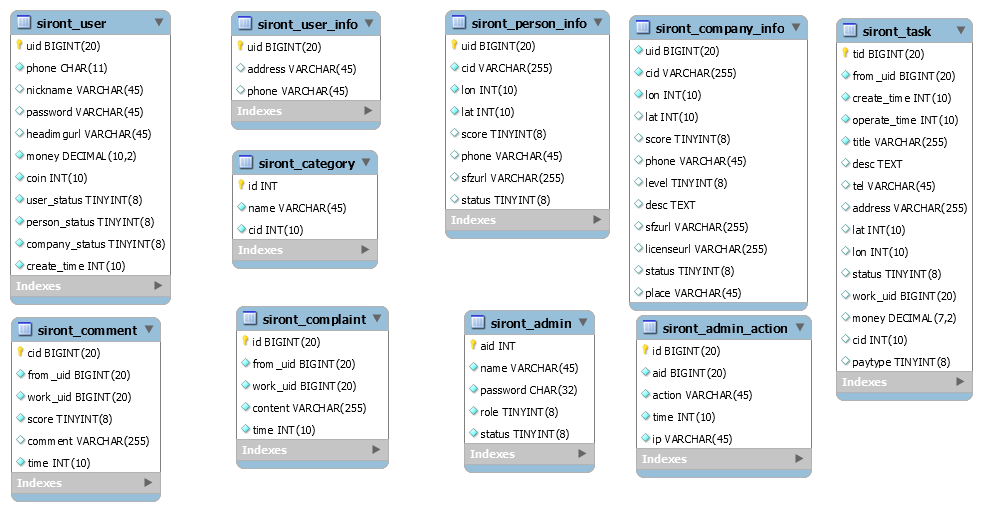 siront_user
uid BIGINT(20)
phone CHAR(11)
nickname VARCHAR(45)
password VARCHAR(45)
headimgurl VARCHAR(45)
money DECIMAL(10,2)
coin INT(10)
user_status TINYINT(8)
person_status TINYINT(8)
company_status TINYINT(8)
create_time INT(10)
Indexes
siront_user_info
uid BIGINT(20)
address VARCHAR(45)
phone VARCHAR(45)
Indexes
siront_category
id INT
name VARCHAR(45)
cid INT(10)
Indexes
siront_person_info
uid BIGINT(20)
cid VARCHAR(255)
lon INT(10)
lat INT(10)
score TINYINT(8)
phone VARCHAR(45)
sfzurl VARCHAR(255)
status TINYINT(8)
Indexes
siront_company_info
uid BIGINT(20)
cid VARCHAR(255)
lon INT(10)
lat INT(10)
score TINYINT(8)
phone VARCHAR(45)
level TINYINT(8)
desc TEXT
sfzurl VARCHAR(255)
licenseurl VARCHAR(255)
status TINYINT(8)
place VARCHAR(45)
siront_task
tid BIGINT(20)
from_uid BIGINT(20)
create_time INT(10)
operate_time INT(10)
title VARCHAR(255)
desc TEXT
tel VARCHAR(45)
address VARCHAR(255)
lat INT(10)
lon INT(10)
status TINYINT(8)
work_uid BIGINT(20)
money DECIMAL(7,2)
cid INT(10)
paytype TINYINT(8)
Indexes
siront_comment
cid BIGINT(20)
from_uid BIGINT(20)
work_uid BIGINT(20)
score TINYINT(8)
comment VARCHAR(255)
time INT(10)
Indexes
siront_complaint
id BIGINT(20)
from_uid BIGINT(20)
work_uid BIGINT(20)
content VARCHAR(255)
time INT(10)
Indexes
siront_admin
aid INT
name VARCHAR(45)
password CHAR(32)
role TINYINT(8)
status TINYINT(8)
Indexes
siront_admin_action
id BIGINT(20)
aid BIGINT(20)
action VARCHAR(45)
time INT(10)
ip VARCHAR(45)
Indexes